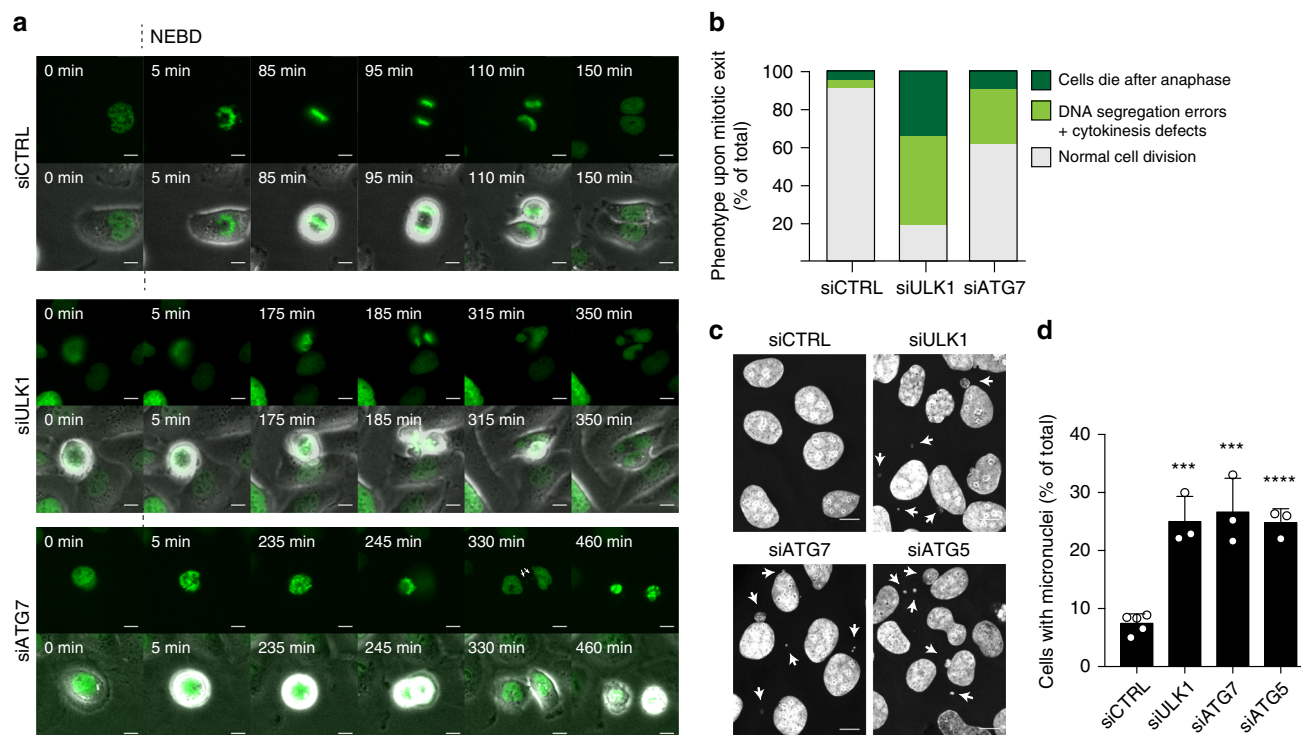 a
NEBD
siCTRL
0 min 5 min 85 min 95 min 110 min 150 min
0 min 5 min 85 min 95 min 110 min 150 min
siULK1
0 min 5 min 175 min 185 min 315 min 350 min
0 min 5 min 175 min 185 min 315 min 350 min
siATG7
0 min 5 min 235 min 245 min 330 min 460 min
0 min 5 min 235 min 245 min 330 min 460 min
b
Phenotype upon mitotic exit
(% of total)
100
80
60
40
20
siCTRL siULK1 siATG7
Cells die after anaphase
DNA segregation errors
+ cytokinesis defects
Normal cell division
c
siCTRL siULK1
siATG7 siATG5
d
Cells with micronuclei (% of total)
40
30
20
10
0
***
***
****
siCTRL
siULK1
siATG7
siATG5